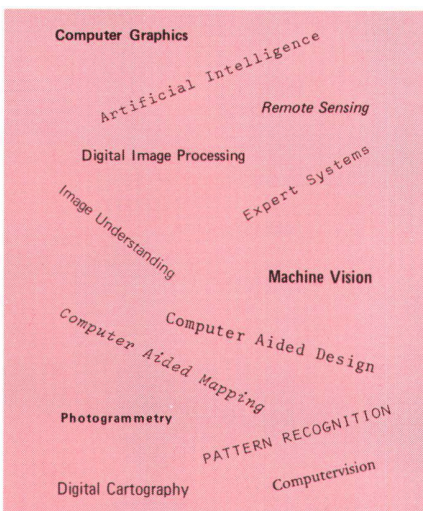 Computer Graphics
Artificial Intelligence
Remote Sensing
Digital Image Processing
Expert Systems
Image Understanding
Machine Vision
Computer Aided Design
Computer Aided Mapping
Photogrammetry
PATTERN RECOGNITION
Computervision
Digital Cartography